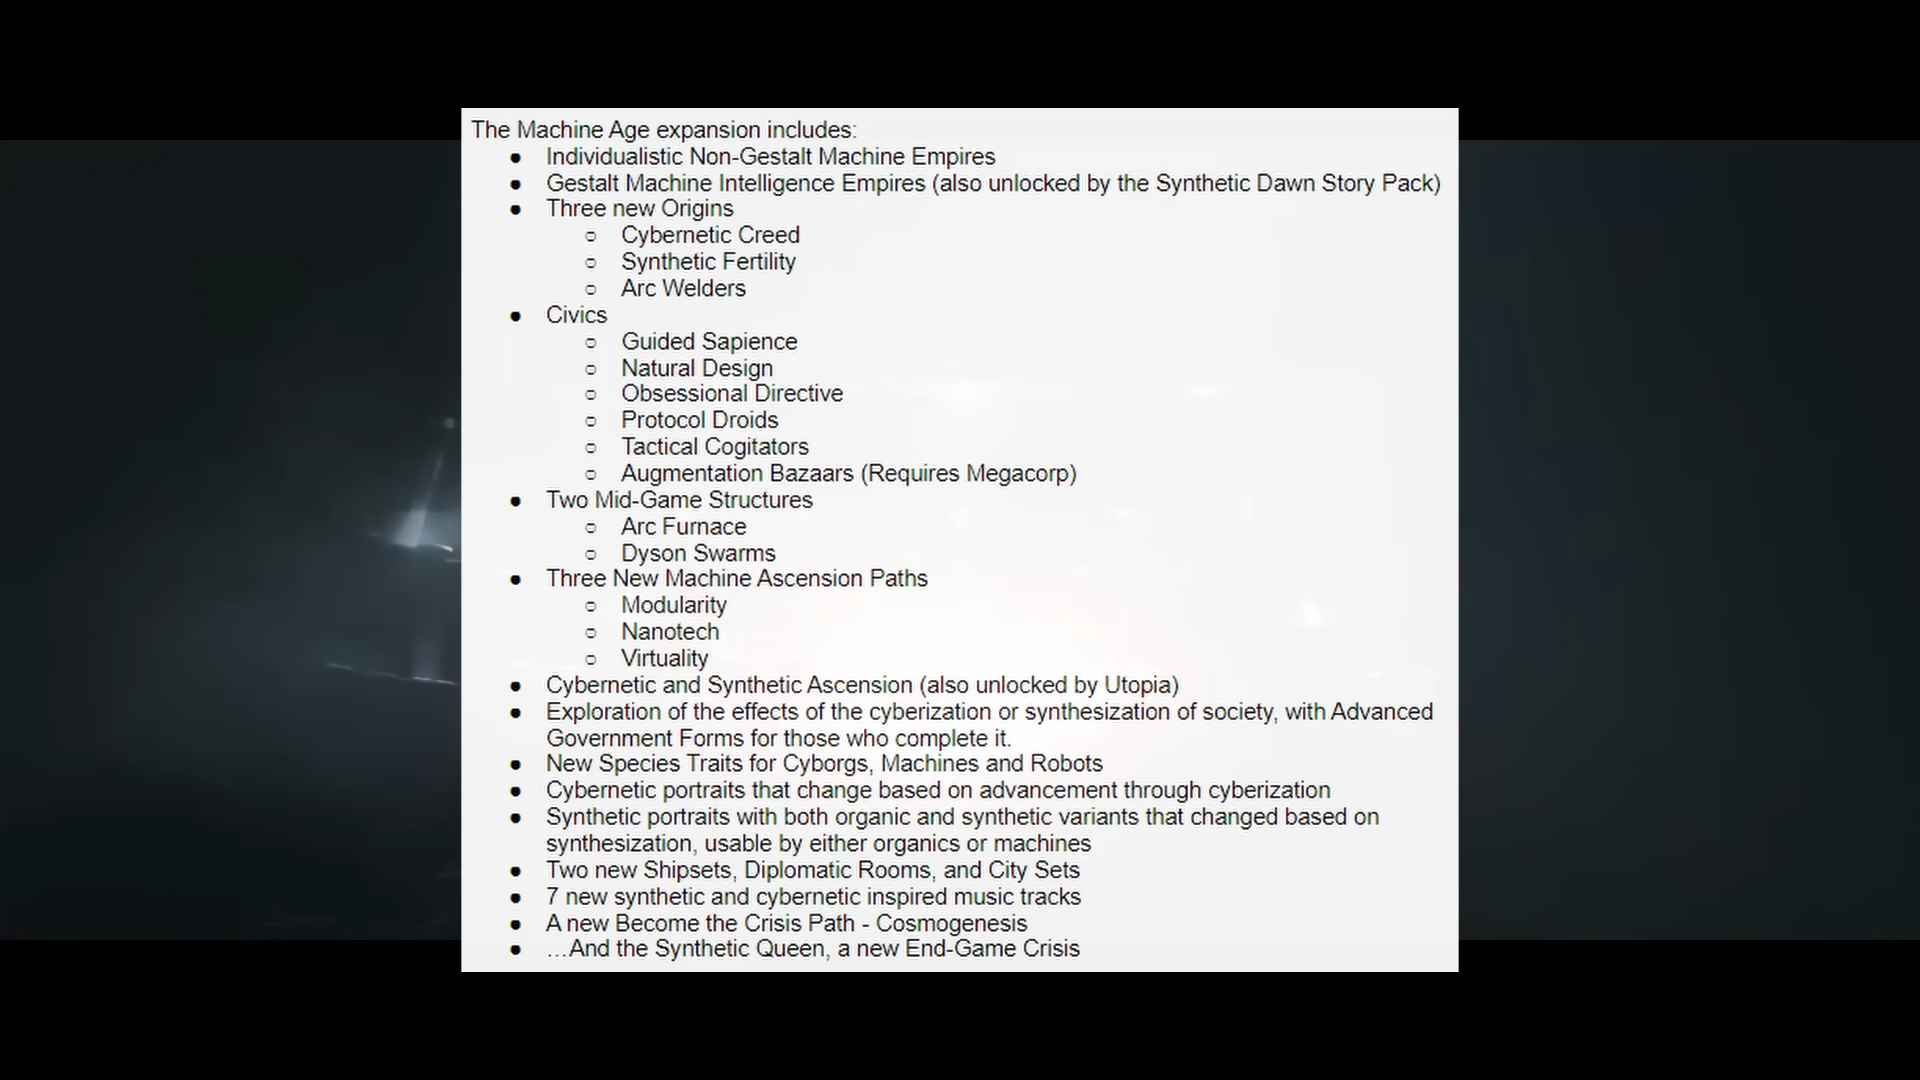 The Machine Age expansion includes:
● Individualistic Non-Gestalt Machine Empires
● Gestalt Machine Intelligence Empires (also unlocked by the Synthetic Dawn Story Pack)
● Three new Origins
○ Cybernetic Creed
○ Synthetic Fertility
○ Arc Welders
● Civics
○ Guided Sapience
○ Natural Design
○ Obsessional Directive
○ Protocol Droids
○ Tactical Cogitators
○ Augmentation Bazaars (Requires Megacorp)
● Two Mid-Game Structures
○ Arc Furnace
○ Dyson Swarms
● Three New Machine Ascension Paths
○ Modularity
○ Nanotech
○ Virtuality
● Cybernetic and Synthetic Ascension (also unlocked by Utopia)
● Exploration of the effects of the cyberization or synthesization of society, with Advanced
Government Forms for those who complete it.
● New Species Traits for Cyborgs, Machines and Robots
● Cybernetic portraits that change based on advancement through cyberization
● Synthetic portraits with both organic and synthetic variants that changed based on
synthesization, usable by either organics or machines
● Two new Shipsets, Diplomatic Rooms, and City Sets
● 7 new synthetic and cybernetic inspired music tracks
● A new Become the Crisis Path - Cosmogenesis
● …And the Synthetic Queen, a new End-Game Crisis